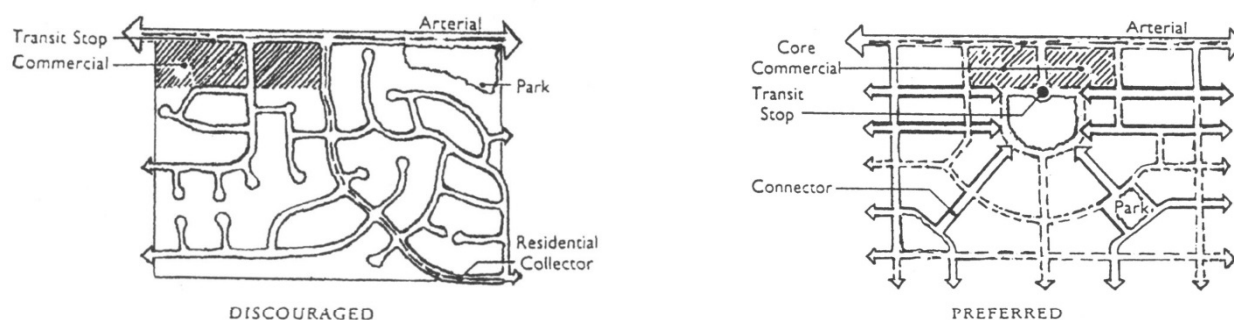 Arterial
Transit Stop
Commercial
Park
Residential
Collector
DISCOURAGED
Arterial
Core
Commercial
Transit
Stop
Connector
Park
PREFERRED